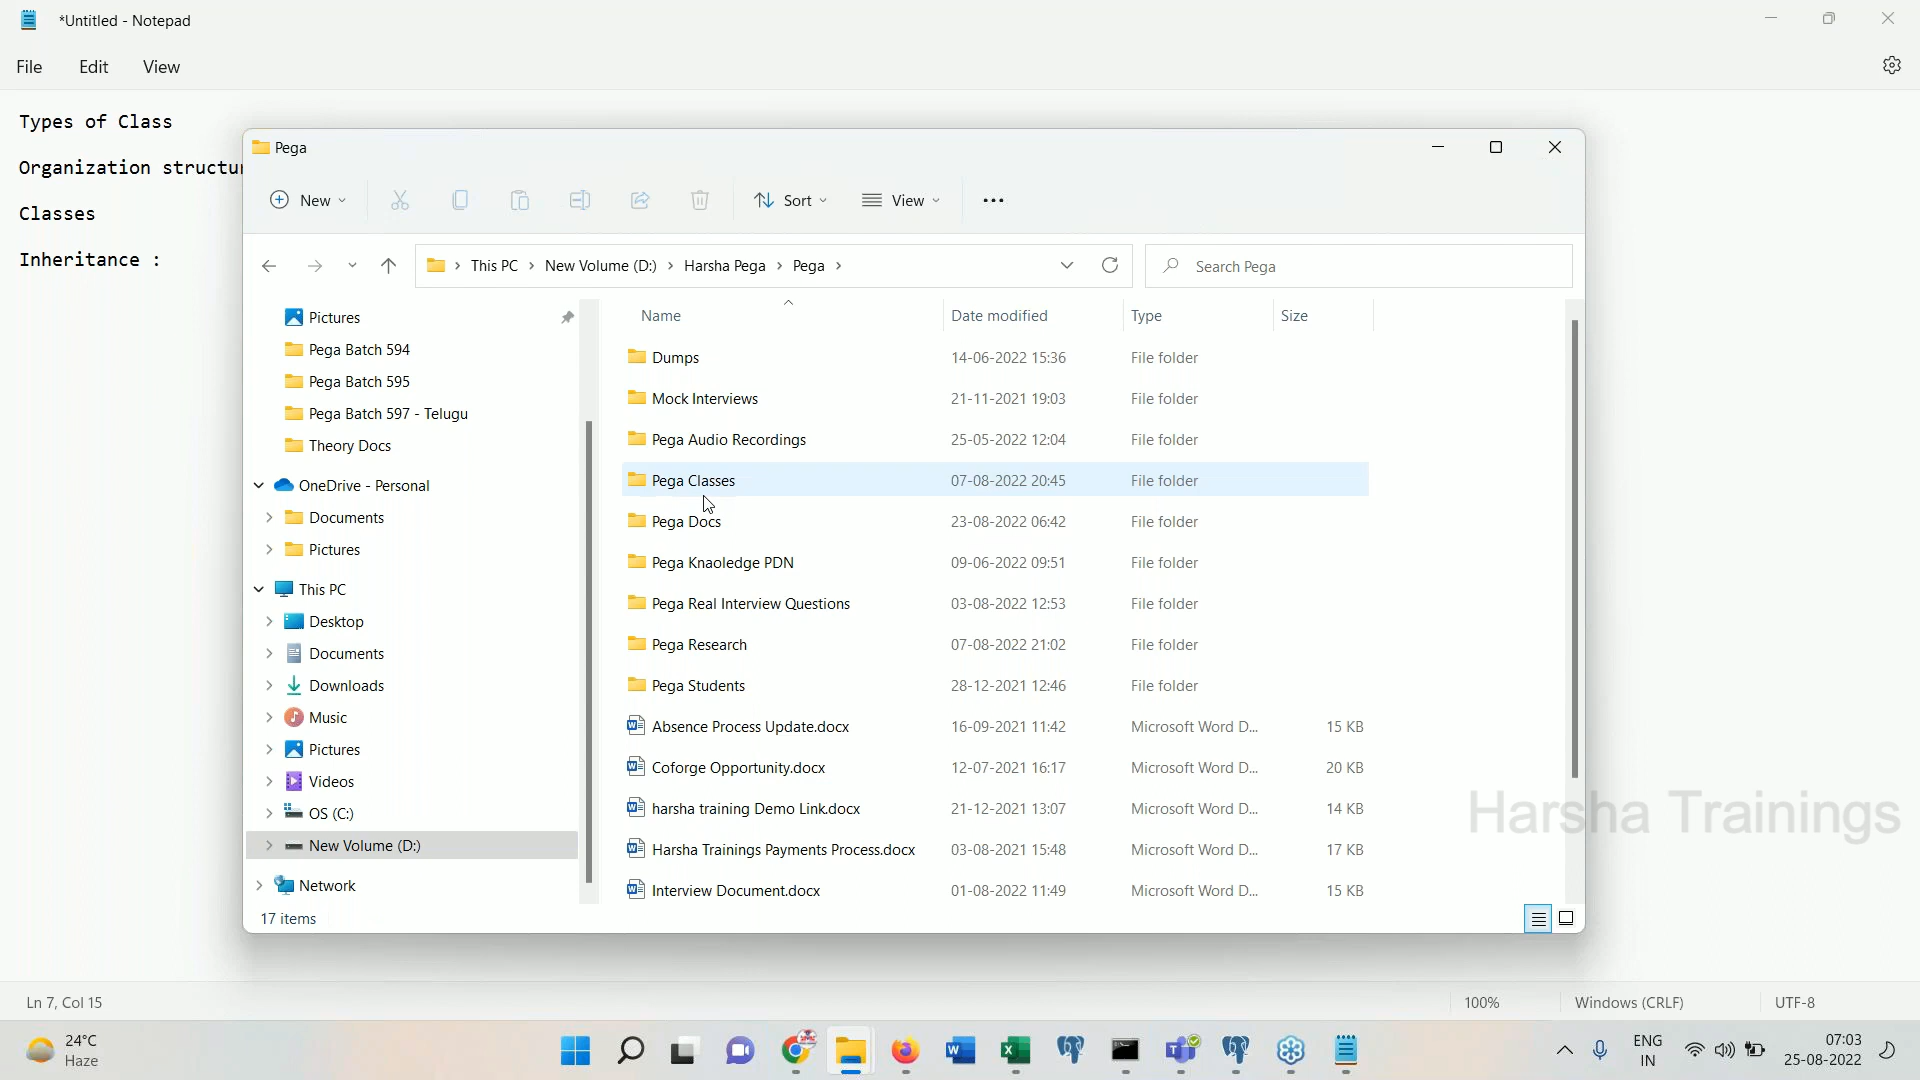 *Untitled - Notepad
File Edit View
Types of Class
Organization structu
Classes
Inheritance :
Pega
New Sort View
This PC > New Volume (D:) > Harsha Pega > Pega >
Search Pega
Pictures
Pega Batch 594
Pega Batch 595
Pega Batch 597 - Telugu
Theory Docs
OneDrive - Personal
Documents
Pictures
This PC
Desktop
Documents
Downloads
Music
Pictures
Videos
OS (C:)
New Volume (D:)
Network
Name Date modified Type Size
Dumps 14-06-2022 15:36 File folder
Mock Interviews 21-11-2021 19:03 File folder
Pega Audio Recordings 25-05-2022 12:04 File folder
Pega Classes 07-08-2022 20:45 File folder
Pega Docs 23-08-2022 06:42 File folder
Pega Knaoledge PDN 09-06-2022 09:51 File folder
Pega Real Interview Questions 03-08-2022 12:53 File folder
Pega Research 07-08-2022 21:02 File folder
Pega Students 28-12-2021 12:46 File folder
Absence Process Update.docx 16-09-2021 11:42 Microsoft Word D... 15 KB
Coforge Opportunity.docx 12-07-2021 16:17 Microsoft Word D... 20 KB
harsha training Demo Link.docx 21-12-2021 13:07 Microsoft Word D... 14 KB
Harsha Trainings Payments Process.docx 03-08-2021 15:48 Microsoft Word D... 17 KB
Interview Document.docx 01-08-2022 11:49 Microsoft Word D... 15 KB
17 items
Harsha Trainings
Ln 7, Col 15 100% Windows (CRLF) UTF-8
24°C
Haze
ENG
IN
07:03
25-08-2022